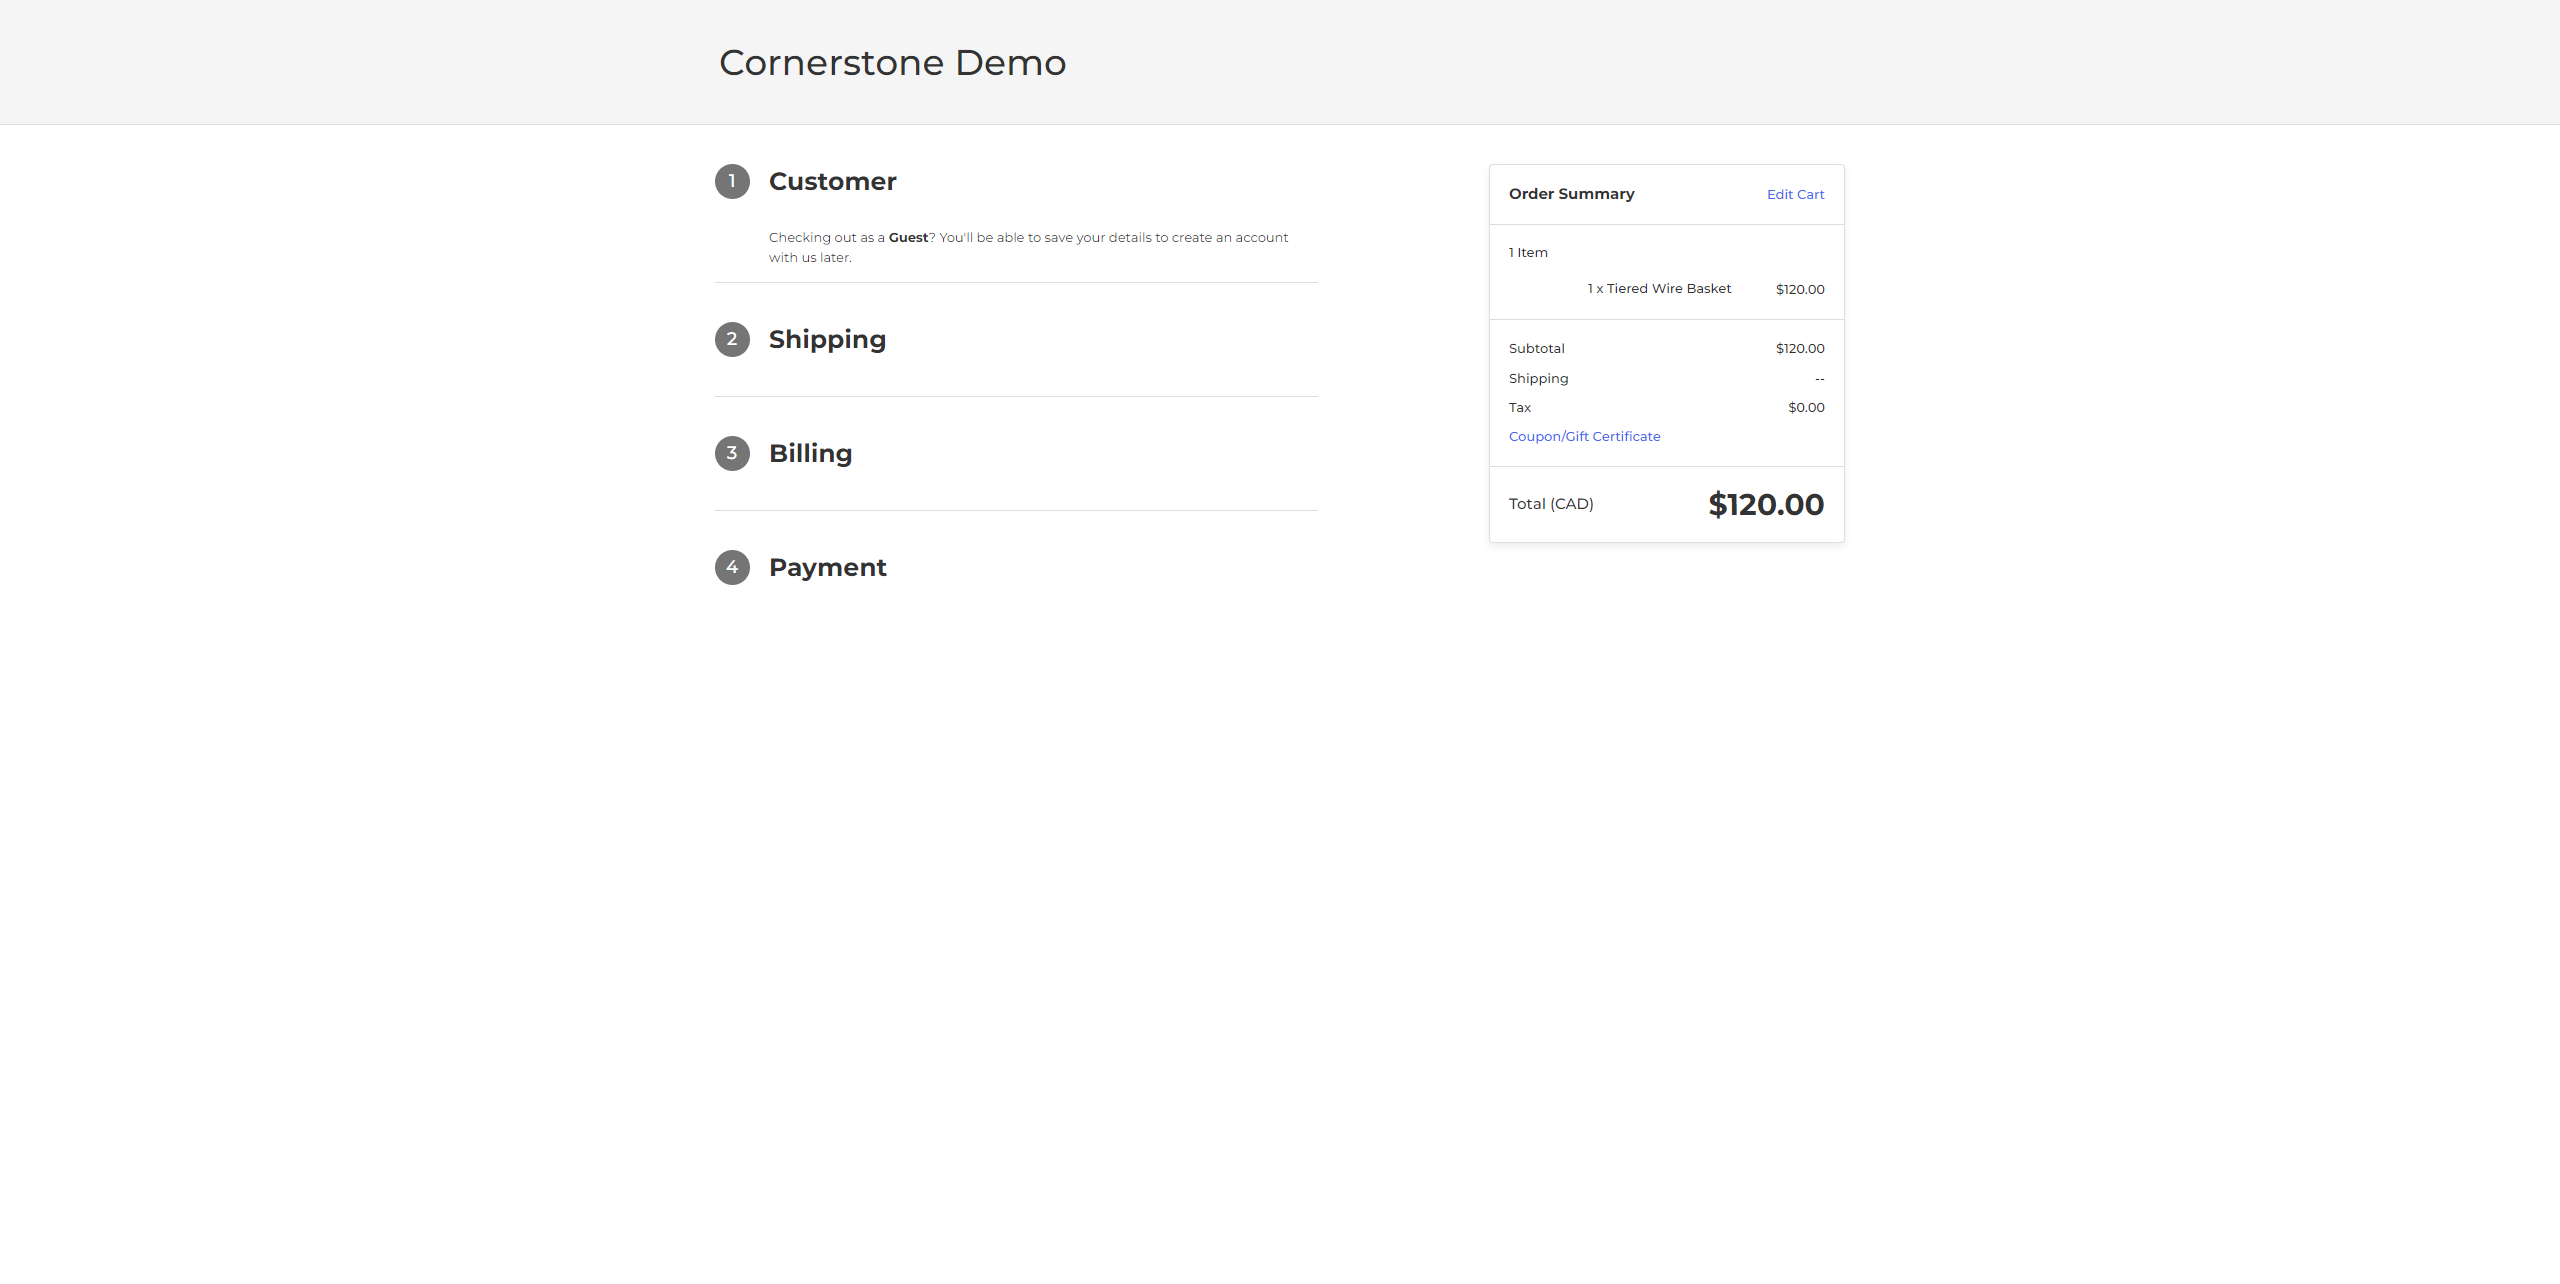 Cornerstone Demo
1 Customer
Checking out as a Guest? You'll be able to save your details to create an account
with us later.
2 Shipping
3 Billing
4 Payment
Order Summary Edit Cart
1 Item
1 x Tiered Wire Basket $120.00
Subtotal $120.00
Shipping --
Tax $0.00
Coupon/Gift Certificate
Total (CAD) $120.00